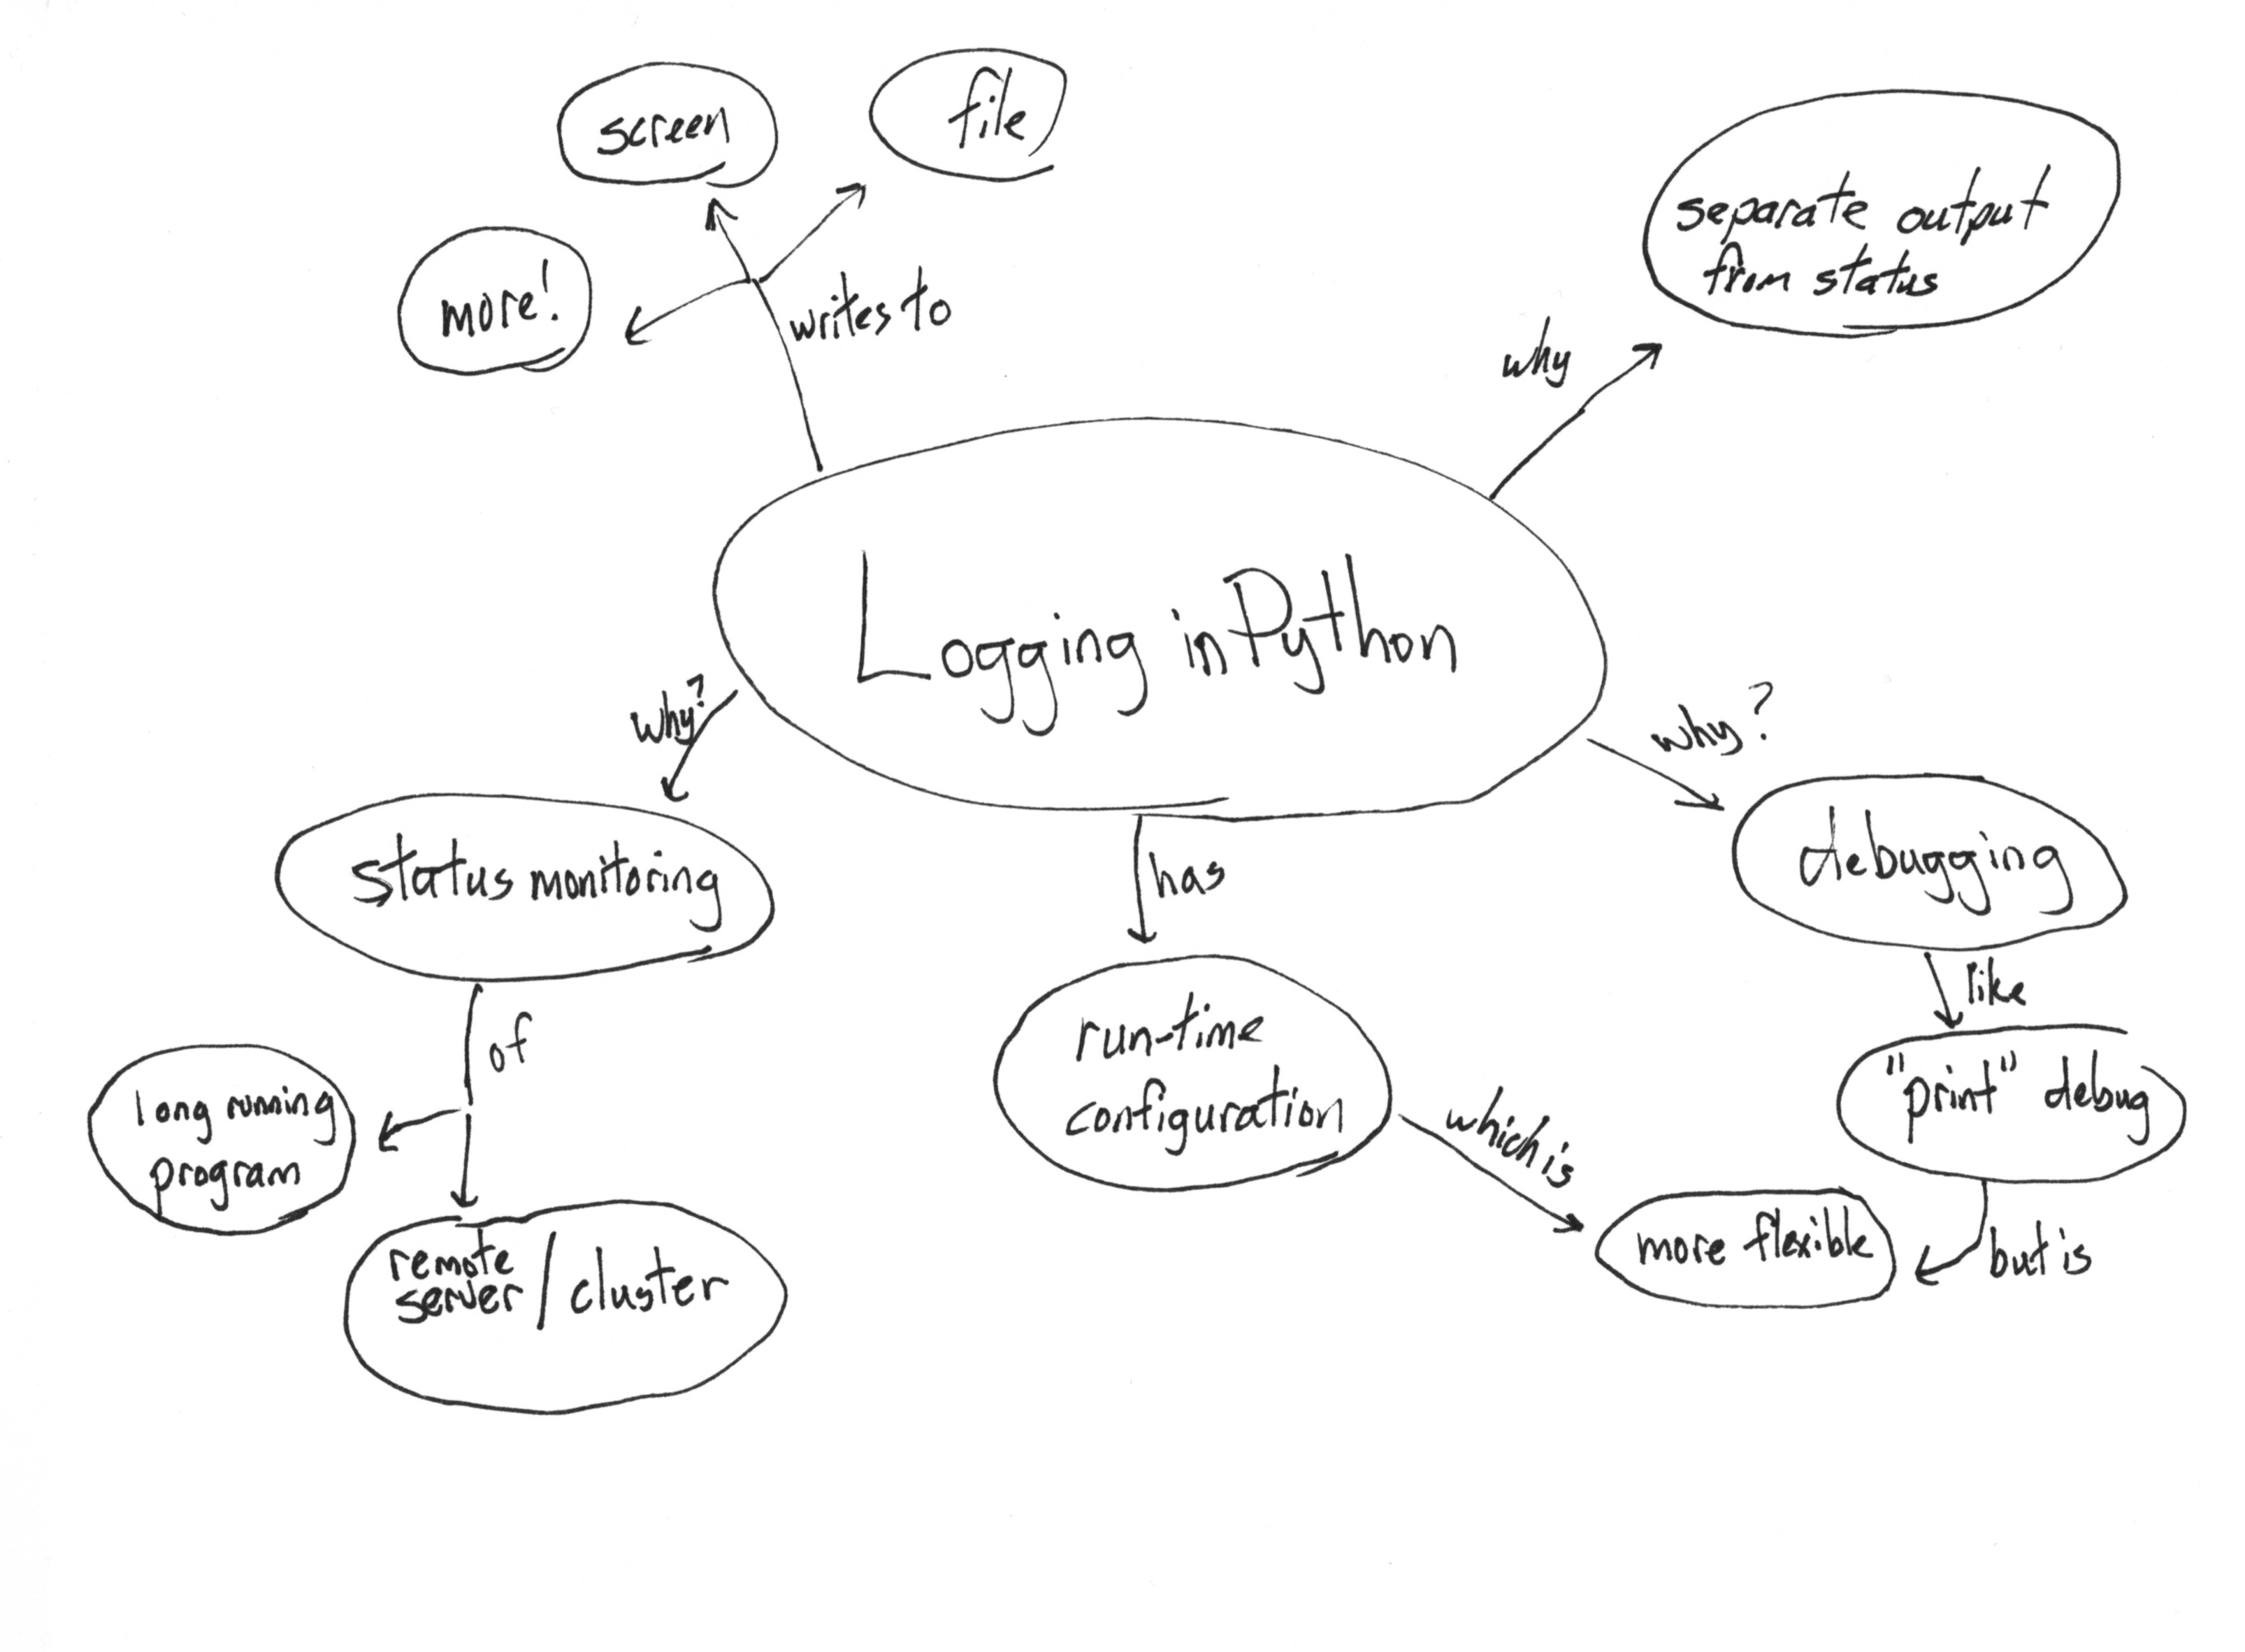 screen
file
more!
writes to
separate output
from status
why
Logging in Python
why?
why?
status monitoring
has
debugging
of
like
long running
program
run-time
configuration
"print" debug
which is
remote
server / cluster
more flexible
but is